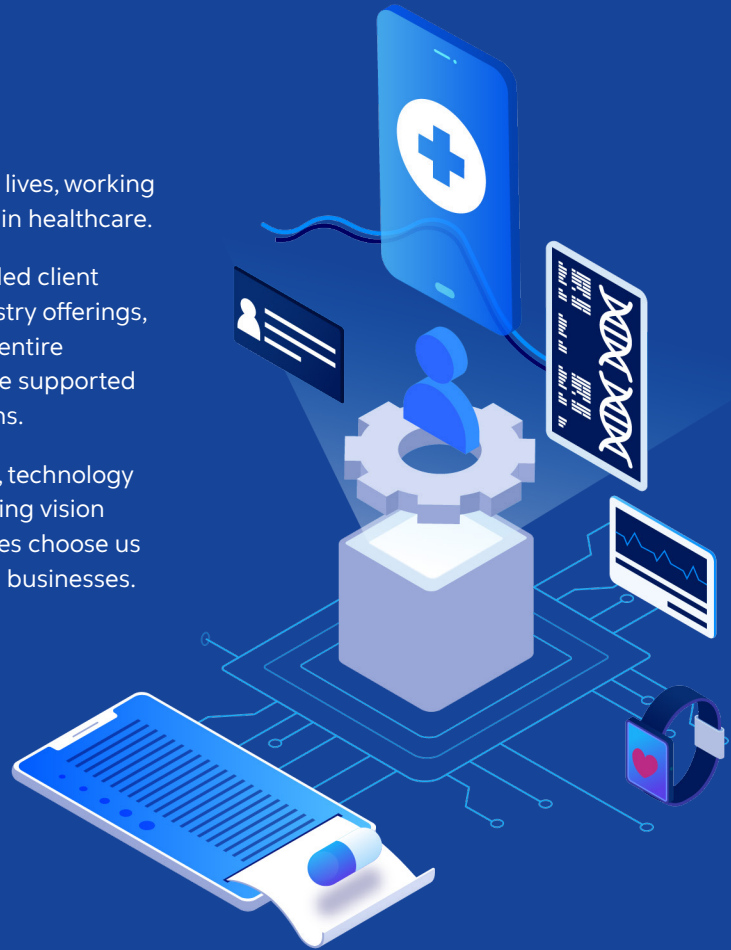 lives, working
in healthcare.
led client
stry offerings,
entire
e supported
ns.
, technology
ing vision
es choose us
businesses.